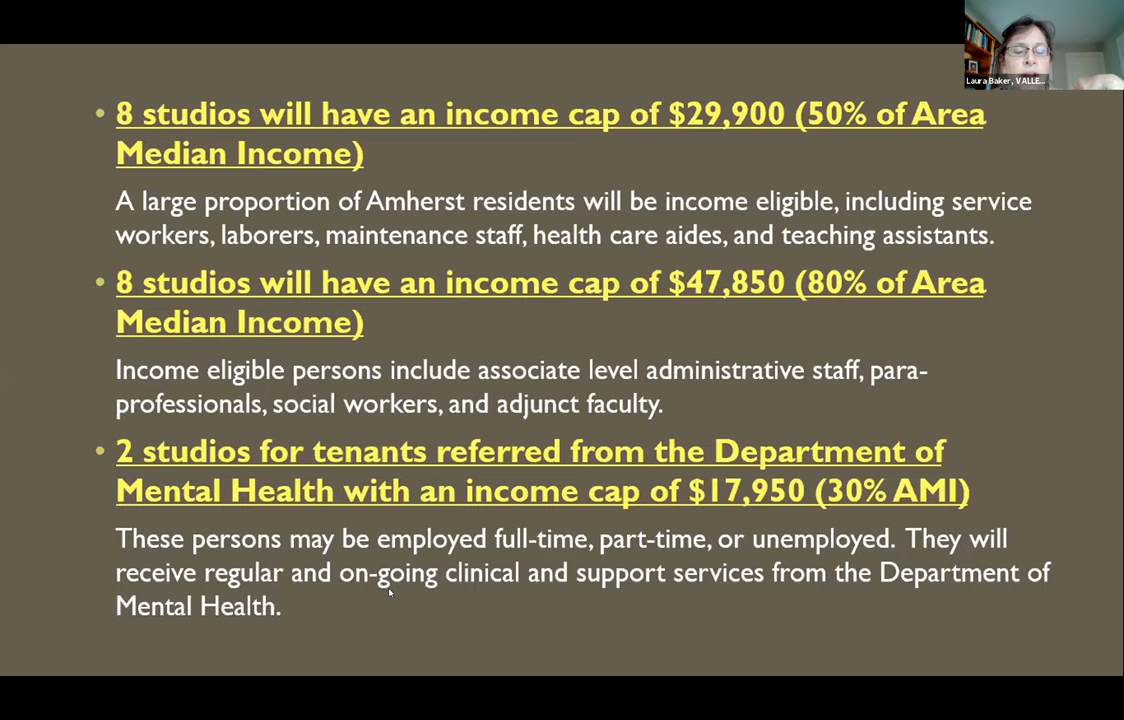 Laura Baker, VALLE...
• 8 studios will have an income cap of $29,900 (50% of Area
Median Income)
A large proportion of Amherst residents will be income eligible, including service
workers, laborers, maintenance staff, health care aides, and teaching assistants.
• 8 studios will have an income cap of $47,850 (80% of Area
Median Income)
Income eligible persons include associate level administrative staff, para-
professionals, social workers, and adjunct faculty.
• 2 studios for tenants referred from the Department of
Mental Health with an income cap of $17,950 (30% AMI)
These persons may be employed full-time, part-time, or unemployed. They will
receive regular and on-going clinical and support services from the Department of
Mental Health.